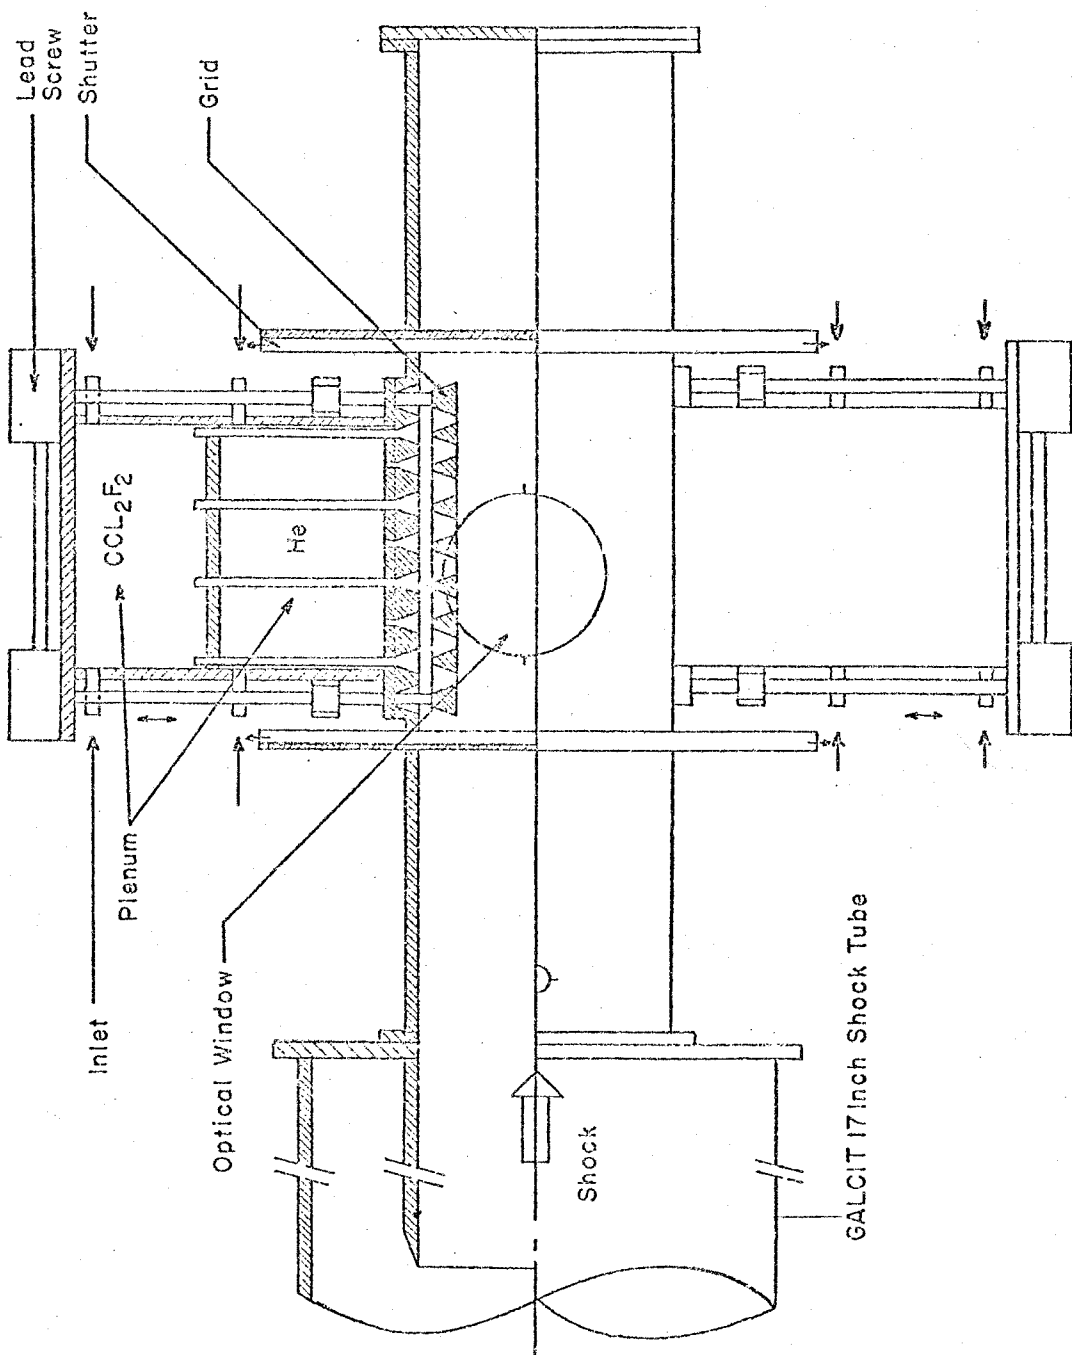 Lead
Screw
Shutter
Grid
CCL₂F₂
He
Plenum
Inlet
Optical Window
Shock
GALCIT 17 Inch Shock Tube